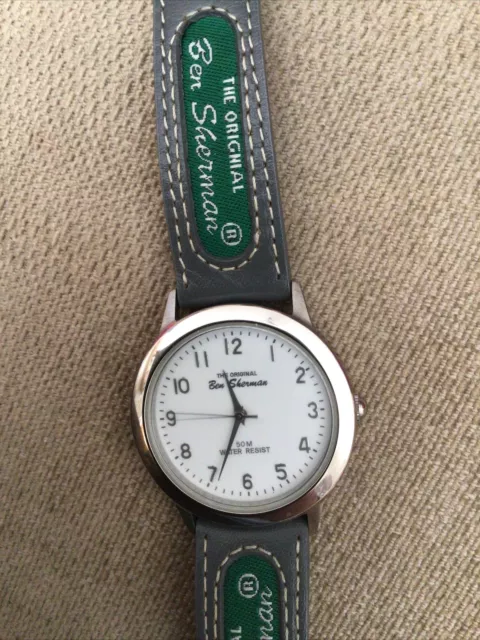 THE ORIGNIAL
Ben Sherman ®
12
1
2
3
4
5
6
7
8
9
10
11
THE ORIGINAL
Ben Sherman
50M
WATER RESIST
®